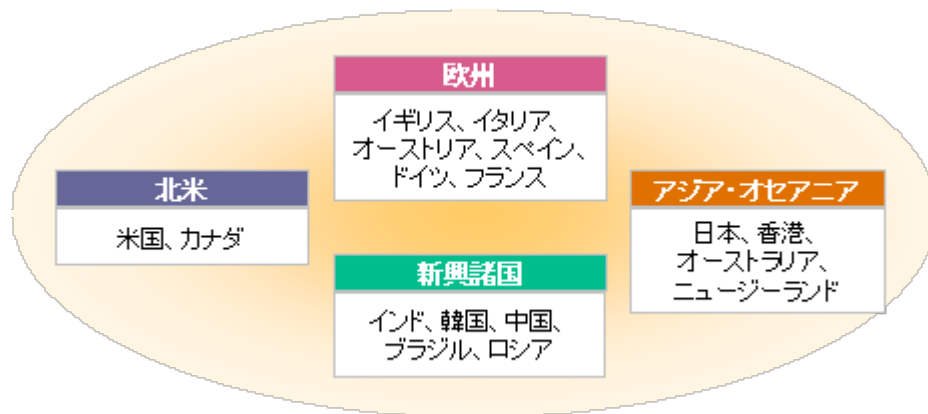 欧州
イギリス、イタリア、
オーストリア、スペイン、
ドイツ、フランス
北米
米国、カナダ
アジア・オセアニア
日本、香港、
オーストラリア、
ニュージーランド
新興諸国
インド、韓国、中国、
ブラジル、ロシア